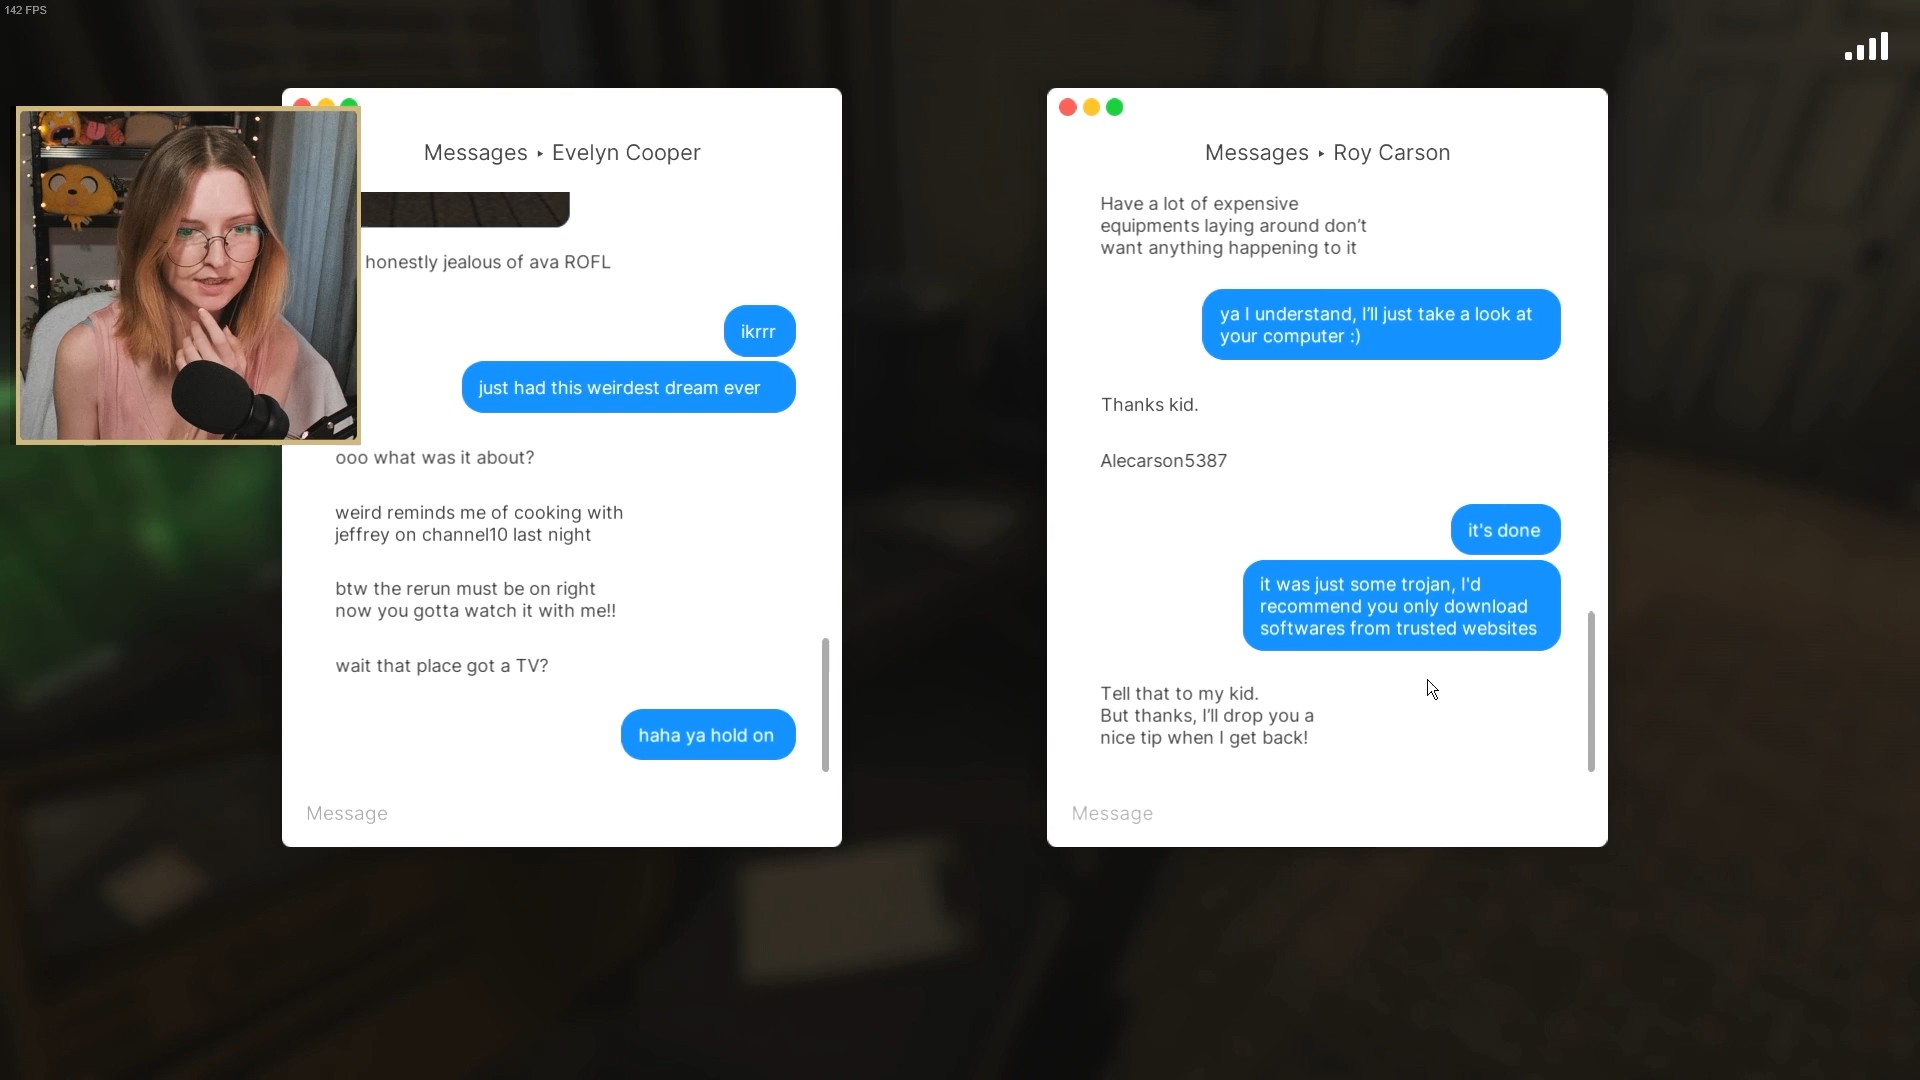 142 FPS
Messages ‣ Evelyn Cooper
honestly jealous of ava ROFL
ikrrr
just had this weirdest dream ever
ooo what was it about?
weird reminds me of cooking with
jeffrey on channel10 last night
btw the rerun must be on right
now you gotta watch it with me!!
wait that place got a TV?
haha ya hold on
Message
Messages ‣ Roy Carson
Have a lot of expensive
equipments laying around don't
want anything happening to it
ya I understand, I'll just take a look at
your computer :)
Thanks kid.
Alecarson5387
it's done
it was just some trojan, I'd
recommend you only download
softwares from trusted websites
Tell that to my kid.
But thanks, I'll drop you a
nice tip when I get back!
Message